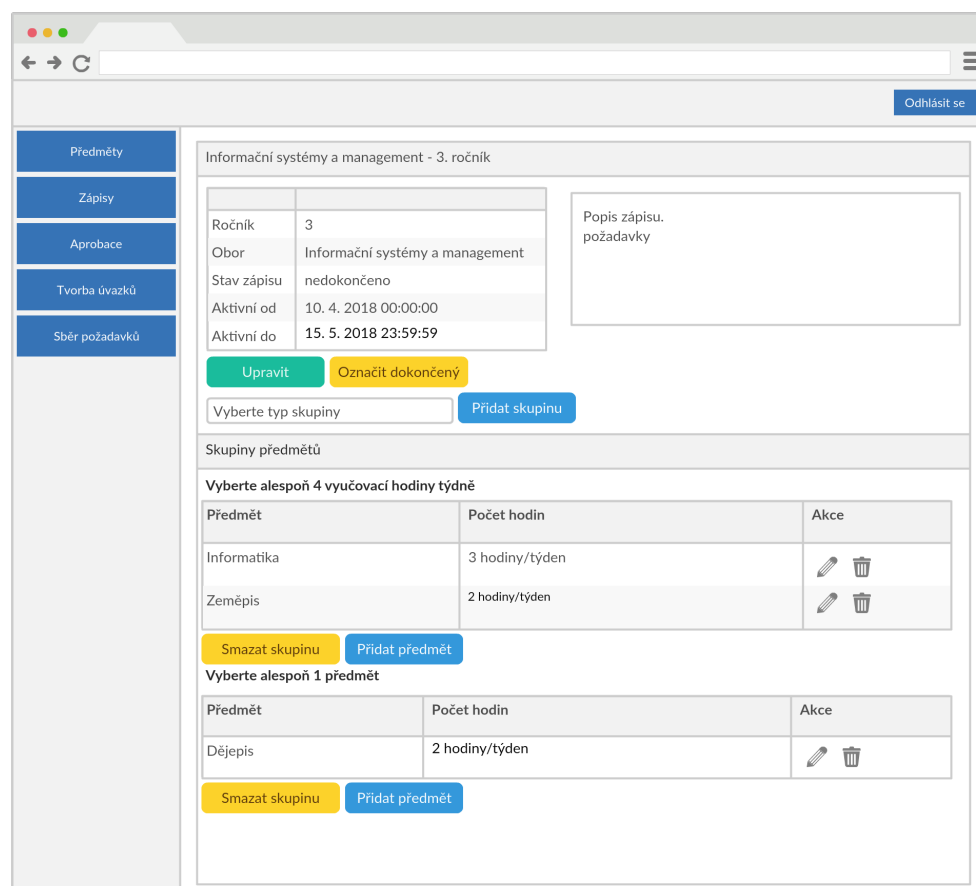 Odhlásit se
Předměty
Zápisy
Aprobace
Tvorba úvazků
Sběr požadavků
Informační systémy a management - 3. ročník
Ročník 3
Obor Informační systémy a management
Stav zápisu nedokončeno
Aktivní od 10. 4. 2018 00:00:00
Aktivní do 15. 5. 2018 23:59:59
Popis zápisu.
požadavky
Upravit Označit dokončený
Vyberte typ skupiny Přidat skupinu
Skupiny předmětů
Vyberte alespoň 4 vyučovací hodiny týdně
Předmět Počet hodin Akce
Informatika 3 hodiny/týden
Zeměpis 2 hodiny/týden
Smazat skupinu Přidat předmět
Vyberte alespoň 1 předmět
Předmět Počet hodin Akce
Dějepis 2 hodiny/týden
Smazat skupinu Přidat předmět